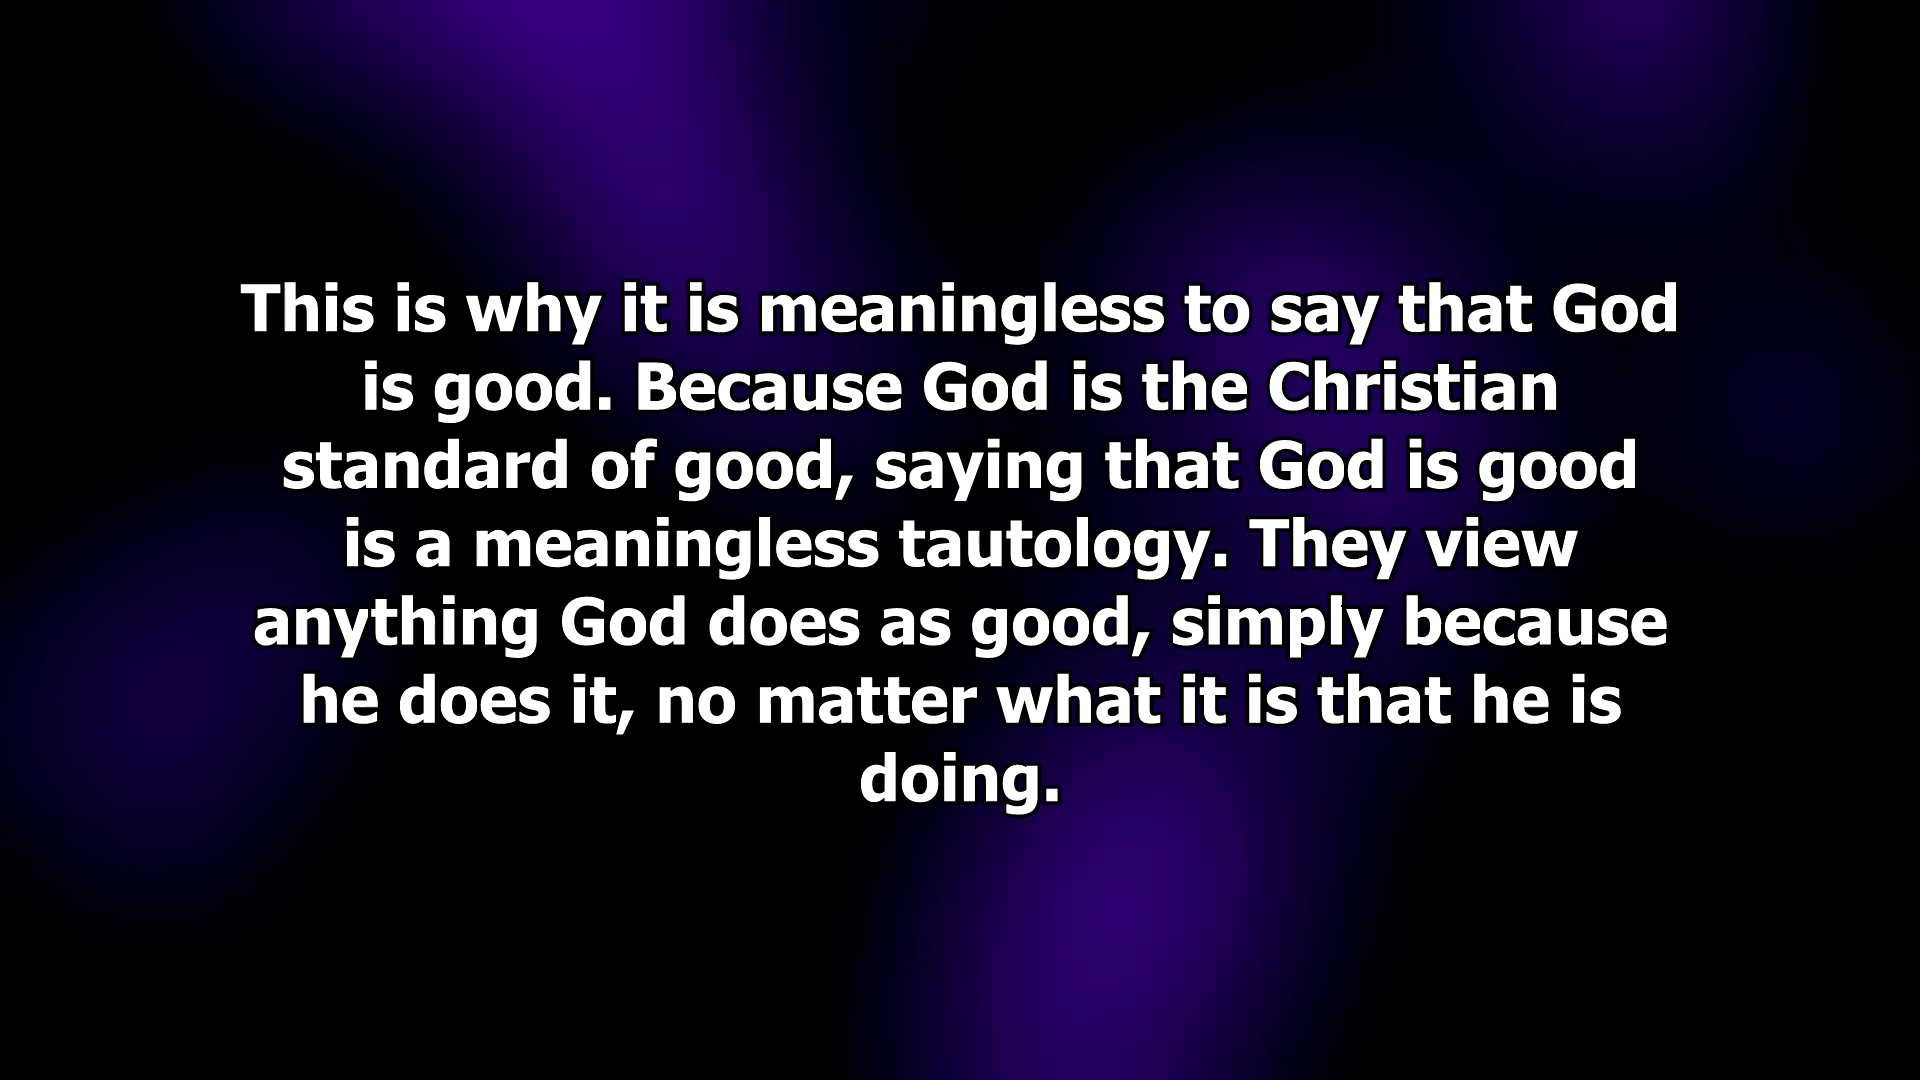 This is why it is meaningless to say that God
is good. Because God is the Christian
standard of good, saying that God is good
is a meaningless tautology. They view
anything God does as good, simply because
he does it, no matter what it is that he is
doing.